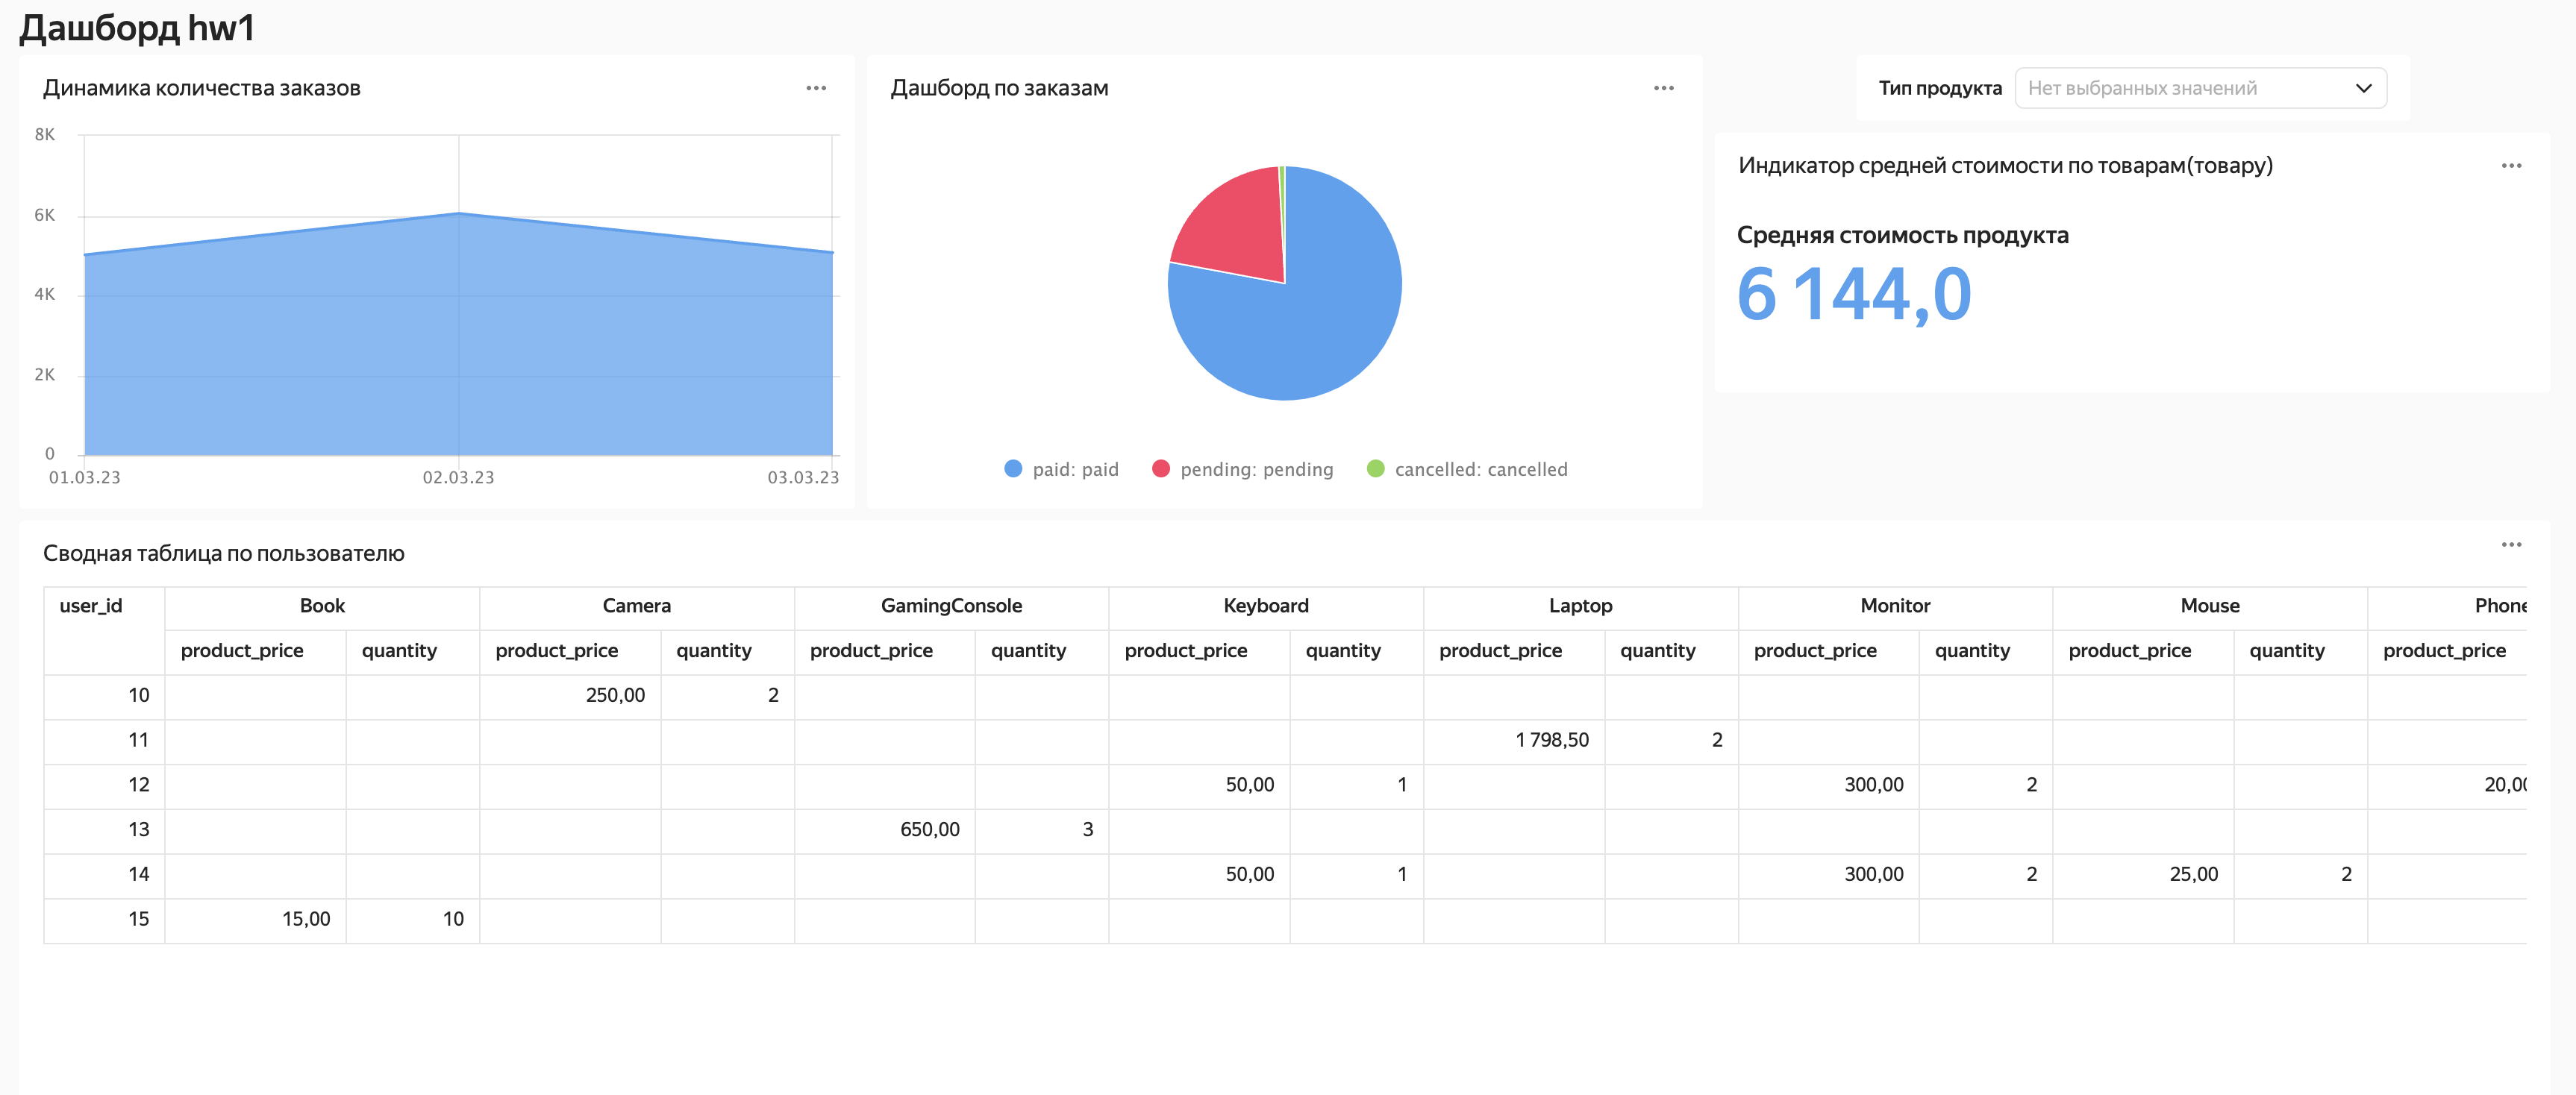 Дашборд hw1
Динамика количества заказов
8K
6K
4K
2K
0
01.03.23 02.03.23 03.03.23
Дашборд по заказам
paid: paid pending: pending cancelled: cancelled
Тип продукта Нет выбранных значений
Индикатор средней стоимости по товарам(товару)
Средняя стоимость продукта
6 144,0
Сводная таблица по пользователю
user_id Book Camera GamingConsole Keyboard Laptop Monitor Mouse Phone
product_price quantity product_price quantity product_price quantity product_price quantity product_price quantity product_price quantity product_price quantity product_price
10 250,00 2
11 1 798,50 2
12 50,00 1 300,00 2 20,00
13 650,00 3
14 50,00 1 300,00 2 25,00 2
15 15,00 10